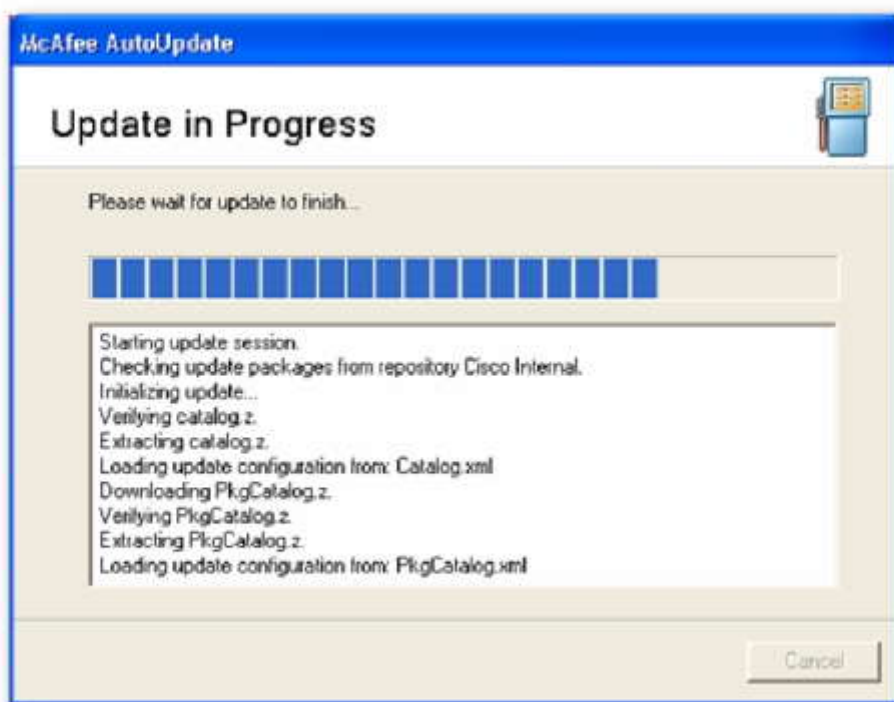 McAfee AutoUpdate
Update in Progress
Please wait for update to finish...
Starting update session.
Checking update packages from repository Cisco Internal.
Initializing update...
Verifying catalog.z.
Extracting catalog.z.
Loading update configuration from: Catalog.xml
Downloading PkgCatalog.z.
Verifying PkgCatalog.z.
Extracting PkgCatalog.z.
Loading update configuration from: PkgCatalog.xml
Cancel